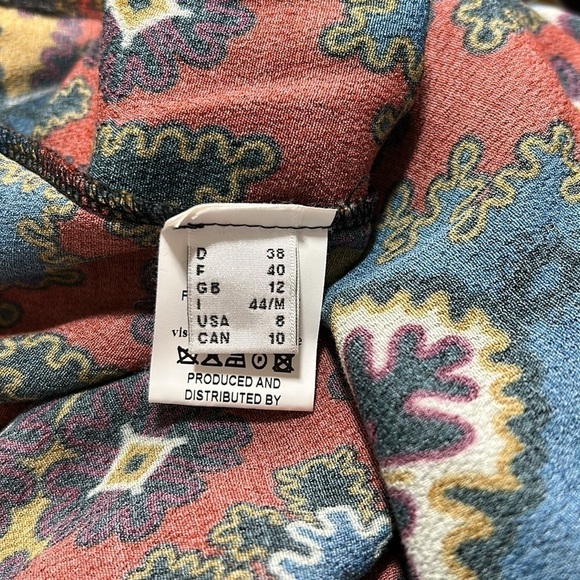 D 38
F 40
GB 12
I 44/M
USA 8
CAN 10
PRODUCED AND
DISTRIBUTED BY